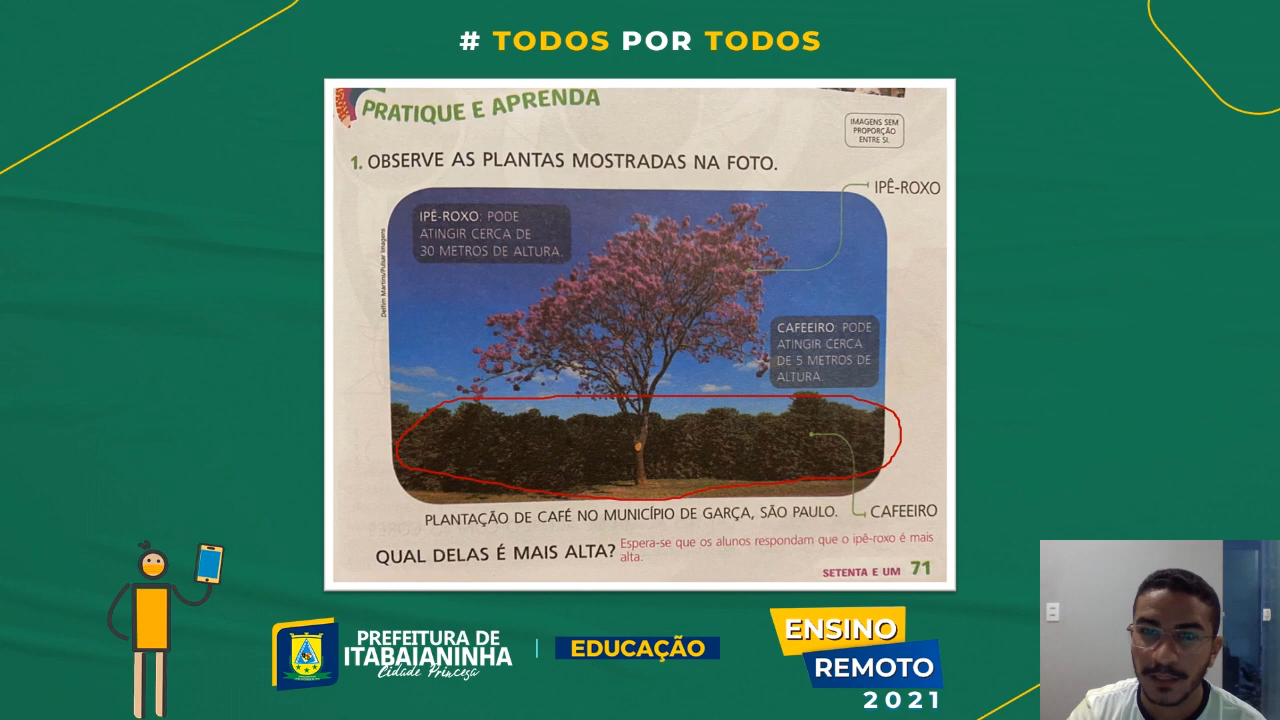 # TODOS POR TODOS
PRATIQUE E APRENDA
IMAGENS SEM
PROPORÇÃO
ENTRE SI.
1. OBSERVE AS PLANTAS MOSTRADAS NA FOTO.
IPÊ-ROXO
IPÊ-ROXO: PODE
ATINGIR CERCA DE
30 METROS DE ALTURA.
Delfim Martins/Pulsar Imagens
CAFEEIRO: PODE
ATINGIR CERCA
DE 5 METROS DE
ALTURA.
CAFEEIRO
PLANTAÇÃO DE CAFÉ NO MUNICÍPIO DE GARÇA, SÃO PAULO.
QUAL DELAS É MAIS ALTA? Espera-se que os alunos respondam que o ipê-roxo é mais
alta.
SETENTA E UM 71
PREFEITURA DE
ITABAIANINHA
Cidade Princesa
EDUCAÇÃO
ENSINO
REMOTO
2021